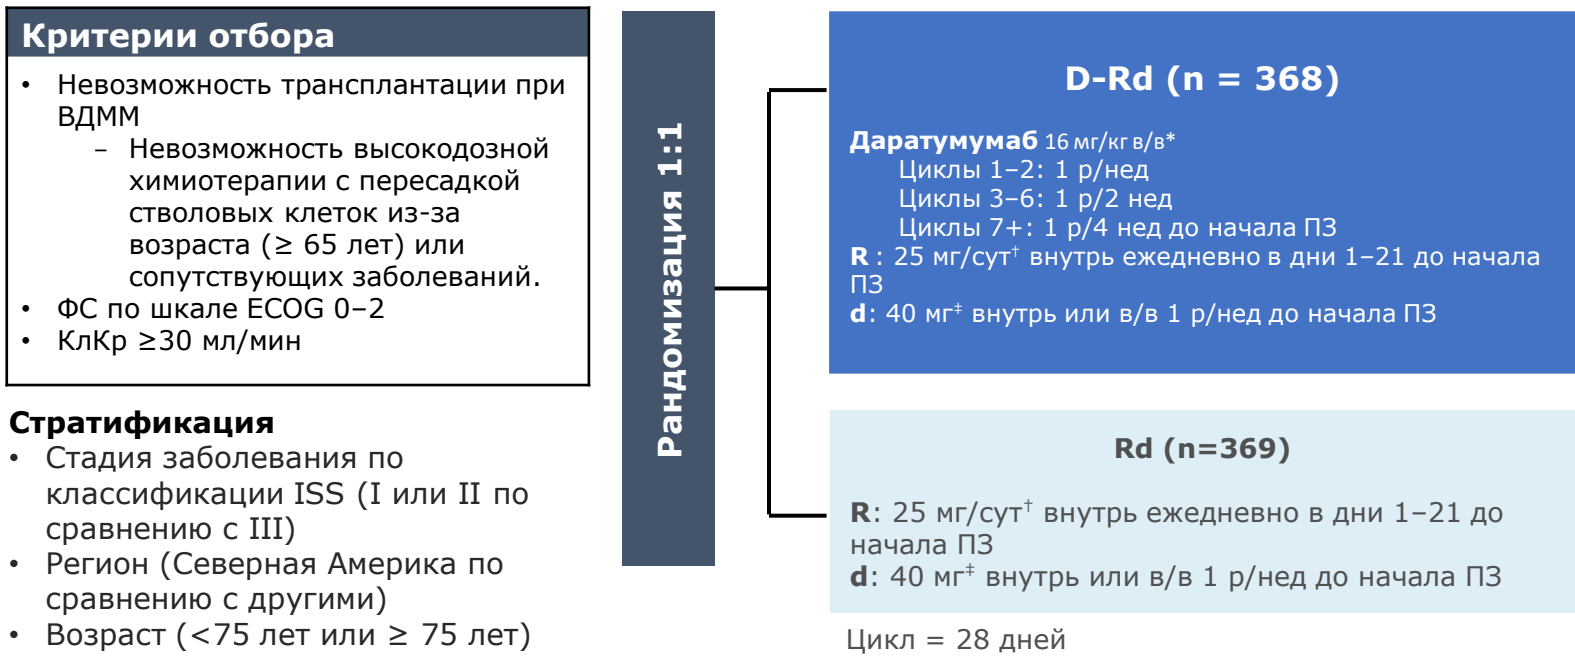 Критерии отбора
• Невозможность трансплантации при
ВДММ
– Невозможность высокодозной
химиотерапии с пересадкой
стволовых клеток из-за
возраста (≥ 65 лет) или
сопутствующих заболеваний.
• ФС по шкале ECOG 0–2
• КлКр ≥30 мл/мин
Стратификация
• Стадия заболевания по
классификации ISS (I или II по
сравнению с III)
• Регион (Северная Америка по
сравнению с другими)
• Возраст (<75 лет или ≥ 75 лет)
Рандомизация 1:1
D-Rd (n = 368)
Даратумумаб 16 мг/кг в/в*
Циклы 1–2: 1 р/нед
Циклы 3–6: 1 р/2 нед
Циклы 7+: 1 р/4 нед до начала ПЗ
R : 25 мг/сут† внутрь ежедневно в дни 1–21 до начала
ПЗ
d: 40 мг‡ внутрь или в/в 1 р/нед до начала ПЗ
Rd (n=369)
R: 25 мг/сут† внутрь ежедневно в дни 1–21 до
начала ПЗ
d: 40 мг‡ внутрь или в/в 1 р/нед до начала ПЗ
Цикл = 28 дней